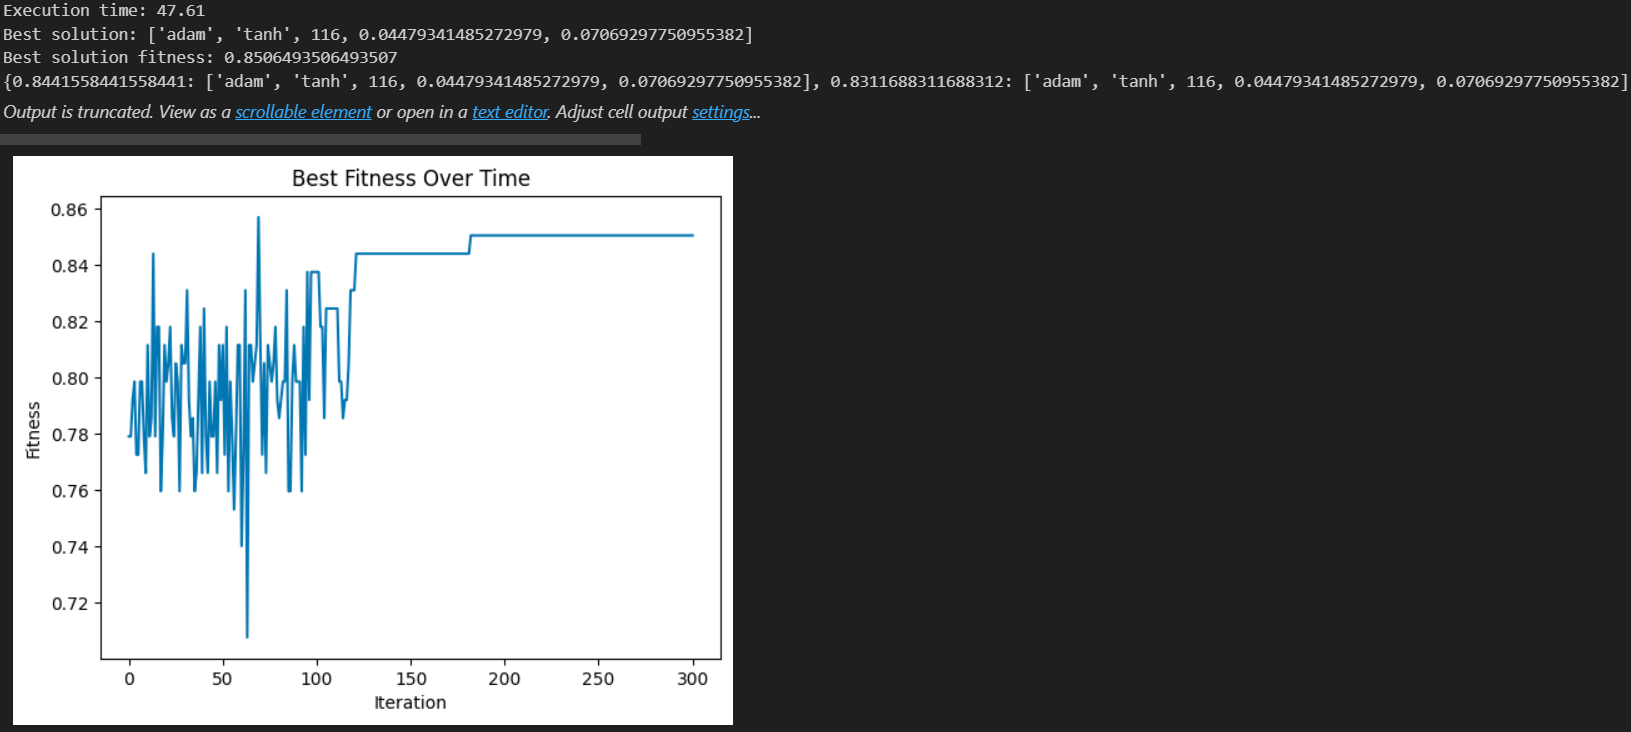 Execution time: 47.61
Best solution: ['adam', 'tanh', 116, 0.04479341485272979, 0.07069297750955382]
Best solution fitness: 0.8506493506493507
{0.8441558441558441: ['adam', 'tanh', 116, 0.04479341485272979, 0.07069297750955382], 0.8311688311688312: ['adam', 'tanh', 116, 0.04479341485272979, 0.07069297750955382]
Output is truncated. View as a scrollable element or open in a text editor. Adjust cell output settings...
Best Fitness Over Time
0.86
0.84
0.82
0.80
0.78
0.76
0.74
0.72
Fitness
0 50 100 150 200 250 300
Iteration